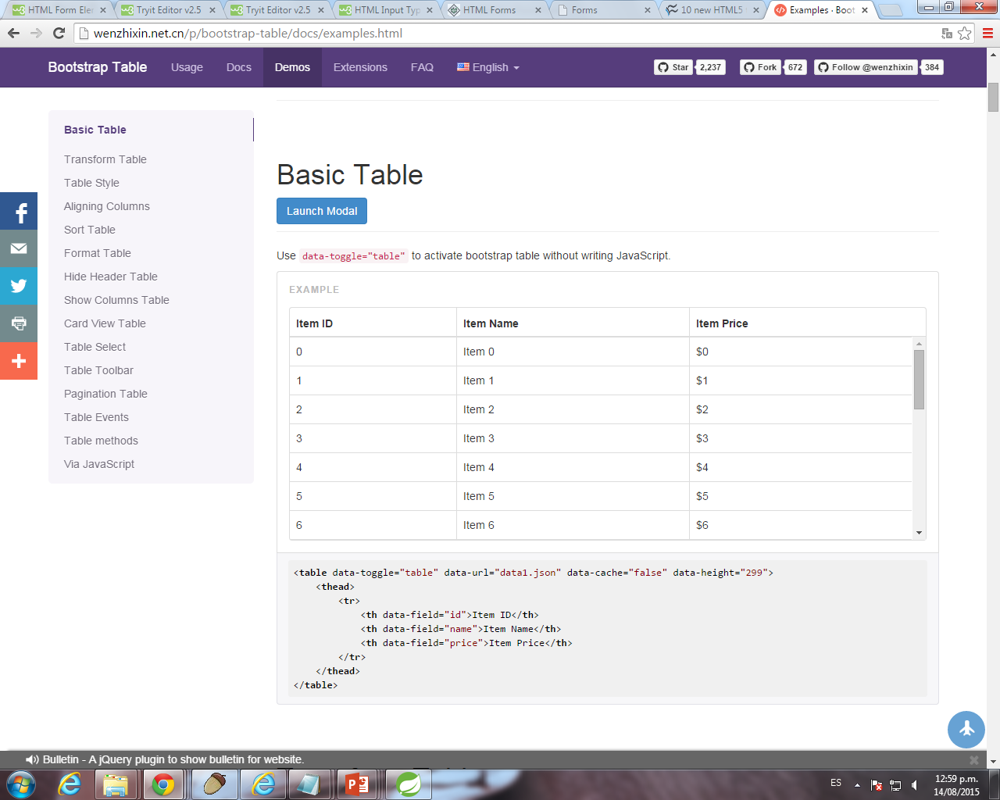 HTML Form Ele
Tryit Editor v2.5
Tryit Editor v2.5
HTML Input Typ
HTML Forms
Forms
10 new HTML5
Examples · Boot
wenzhixin.net.cn/p/bootstrap-table/docs/examples.html
Bootstrap Table
Usage
Docs
Demos
Extensions
FAQ
English
Star
2,237
Fork
672
Follow @wenzhixin
384
Basic Table
Transform Table
Table Style
Aligning Columns
Sort Table
Format Table
Hide Header Table
Show Columns Table
Card View Table
Table Select
Table Toolbar
Pagination Table
Table Events
Table methods
Via JavaScript
Basic Table
Launch Modal
Use data-toggle="table" to activate bootstrap table without writing JavaScript.
EXAMPLE
Item ID Item Name Item Price
0 Item 0 $0
1 Item 1 $1
2 Item 2 $2
3 Item 3 $3
4 Item 4 $4
5 Item 5 $5
6 Item 6 $6
<table data-toggle="table" data-url="data1.json" data-cache="false" data-height="299">
    <thead>
        <tr>
            <th data-field="id">Item ID</th>
            <th data-field="name">Item Name</th>
            <th data-field="price">Item Price</th>
        </tr>
    </thead>
</table>
Bulletin - A jQuery plugin to show bulletin for website.
ES
12:59 p.m.
14/08/2015